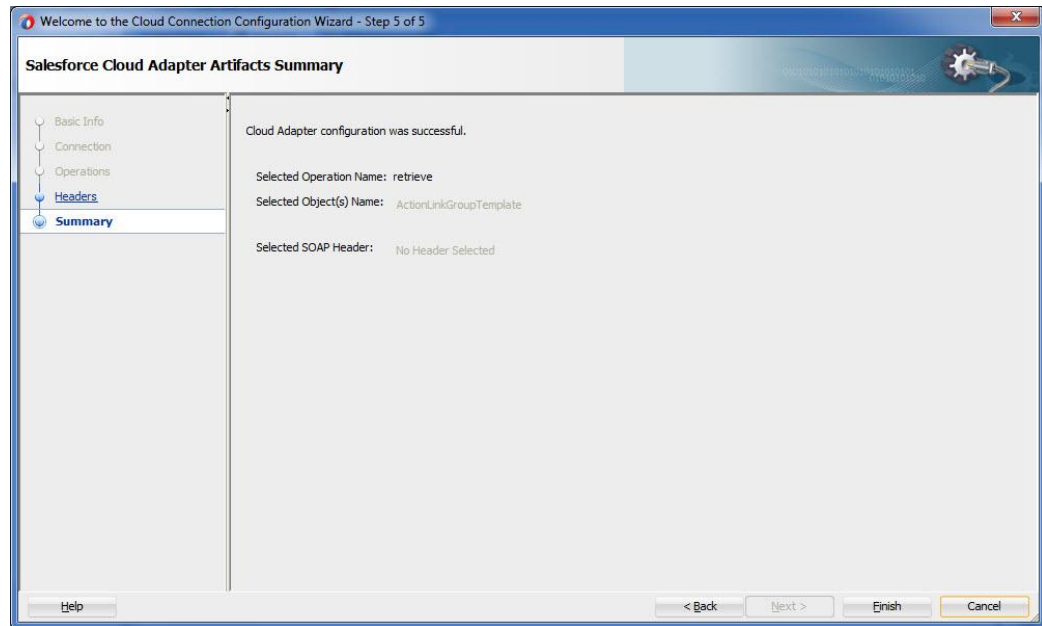 Welcome to the Cloud Connection Configuration Wizard - Step 5 of 5
Salesforce Cloud Adapter Artifacts Summary
Basic Info
Connection
Operations
Headers
Summary
Cloud Adapter configuration was successful.
Selected Operation Name: retrieve
Selected Object(s) Name: ActionLinkGroupTemplate
Selected SOAP Header: No Header Selected
Help
< Back
Next >
Finish
Cancel